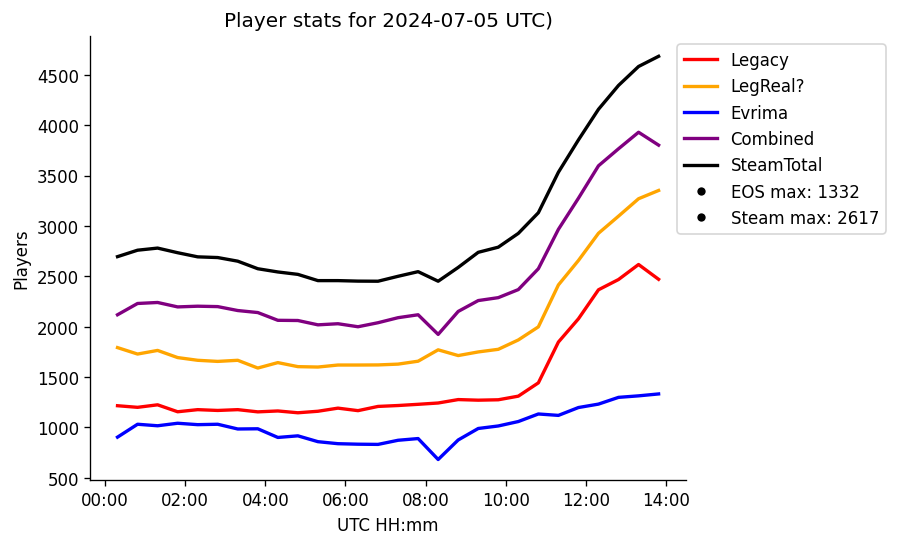 Player stats for 2024-07-05 UTC)
4500
4000
3500
3000
2500
2000
1500
1000
500
Players
00:00 02:00 04:00 06:00 08:00 10:00 12:00 14:00
UTC HH:mm
Legacy
LegReal?
Evrima
Combined
SteamTotal
EOS max: 1332
Steam max: 2617